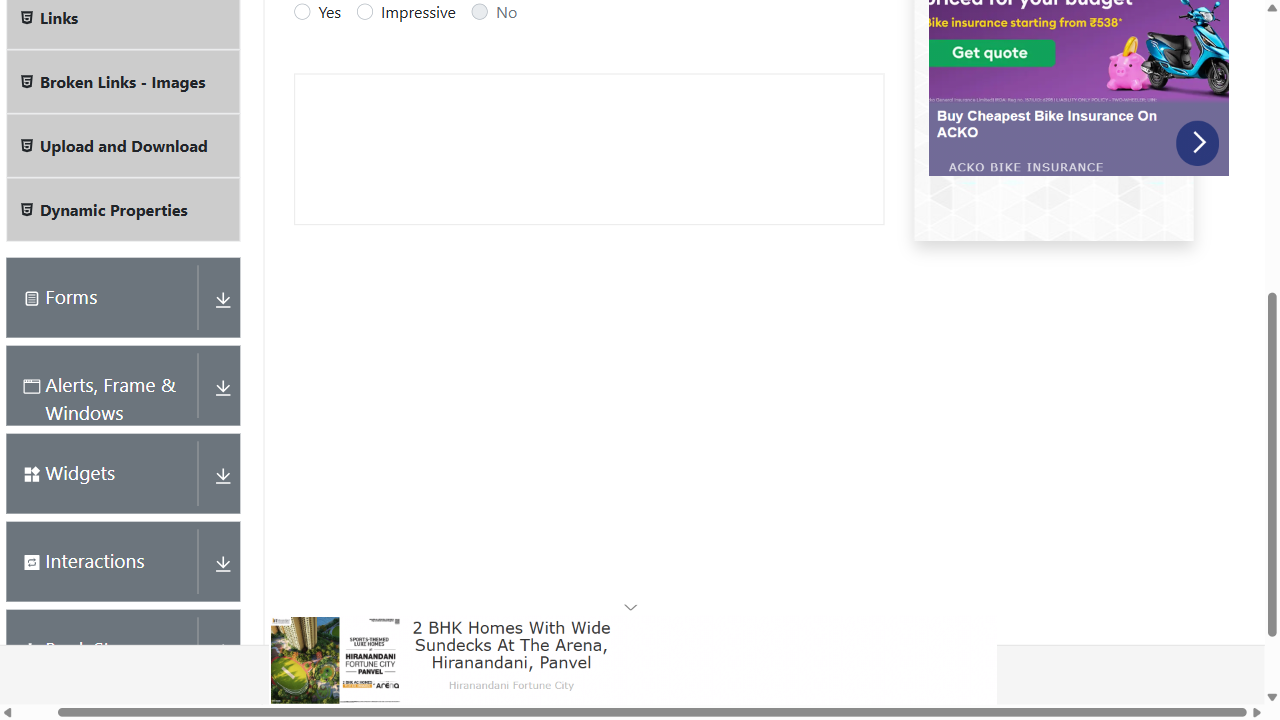 Links
Broken Links - Images
Upload and Download
Dynamic Properties
Forms
Alerts, Frame &
Windows
Widgets
Interactions
Yes
Impressive
No
priced for your budget
Bike insurance starting from ₹538*
Get quote
Buy Cheapest Bike Insurance On
ACKO
ACKO BIKE INSURANCE
SPORTS-THEMED
LUXE HOMES
HIRANANDANI
FORTUNE CITY
PANVEL
arena
2 BHK Homes With Wide
Sundecks At The Arena,
Hiranandani, Panvel
Hiranandani Fortune City